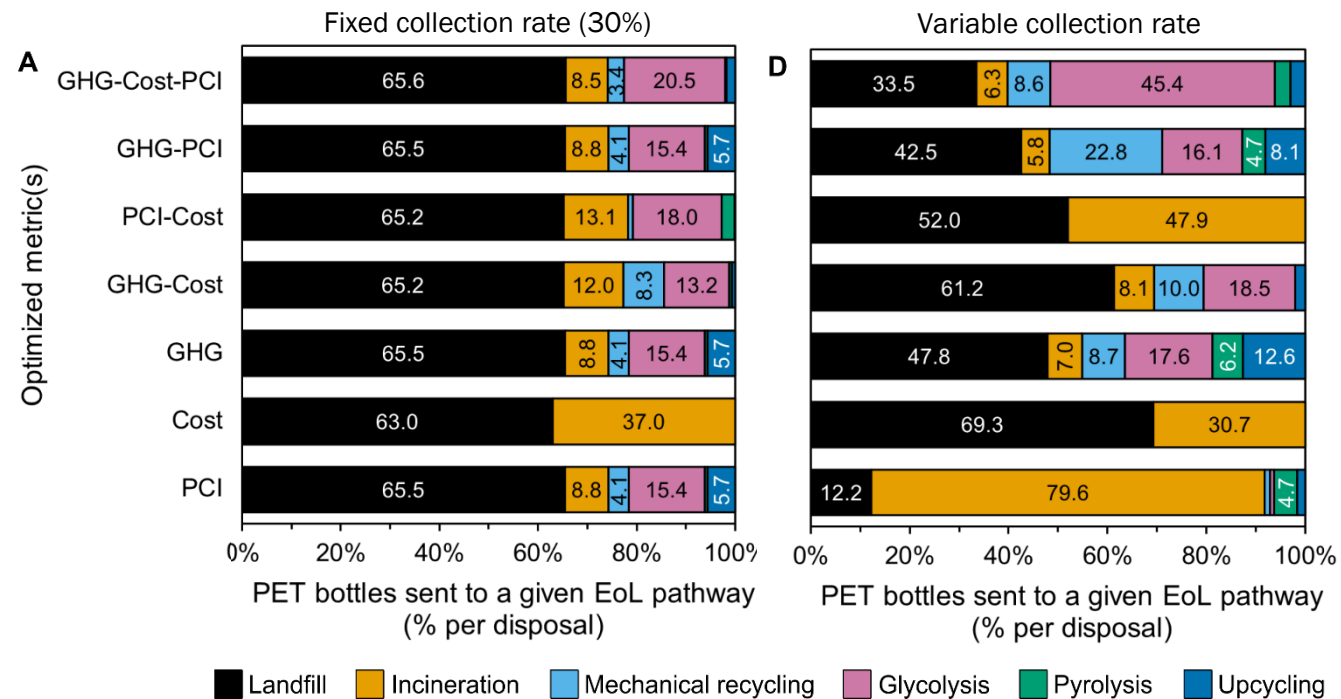 Fixed collection rate (30%)
Variable collection rate
A
D
Optimized metric(s)
GHG-Cost-PCI
65.6 8.5 3.4 20.5
33.5 6.3 8.6 45.4
GHG-PCI
65.5 8.8 4.1 15.4 5.7
42.5 5.8 22.8 16.1 4.7 8.1
PCI-Cost
65.2 13.1 18.0
52.0 47.9
GHG-Cost
65.2 12.0 8.3 13.2
61.2 8.1 10.0 18.5
GHG
65.5 8.8 4.1 15.4 5.7
47.8 7.0 8.7 17.6 6.2 12.6
Cost
63.0 37.0
69.3 30.7
PCI
65.5 8.8 4.1 15.4 5.7
12.2 79.6 4.7
0% 20% 40% 60% 80% 100%
0% 20% 40% 60% 80% 100%
PET bottles sent to a given EoL pathway
(% per disposal)
PET bottles sent to a given EoL pathway
(% per disposal)
Landfill Incineration Mechanical recycling Glycolysis Pyrolysis Upcycling